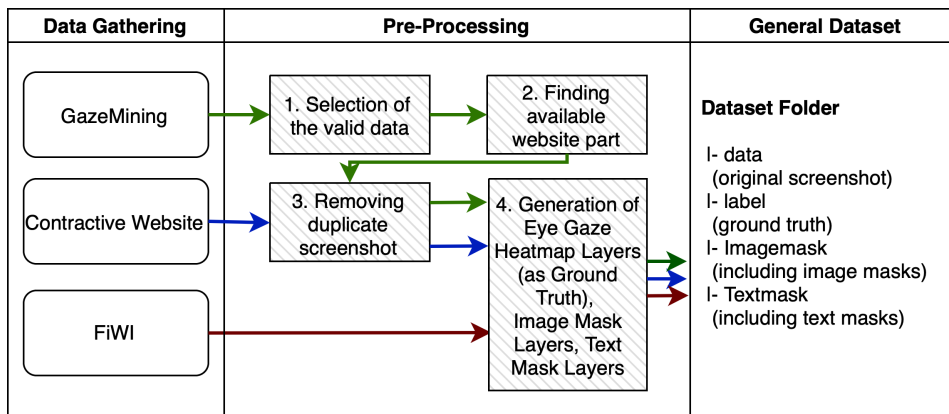 Data Gathering
Pre-Processing
General Dataset
GazeMining
Contractive Website
FiWI
1. Selection of
the valid data
2. Finding
available
website part
3. Removing
duplicate
screenshot
4. Generation of
Eye Gaze
Heatmap Layers
(as Ground
Truth),
Image Mask
Layers, Text
Mask Layers
Dataset Folder
|- data
(original screenshot)
|- label
(ground truth)
|- Imagemask
(including image masks)
|- Textmask
(including text masks)